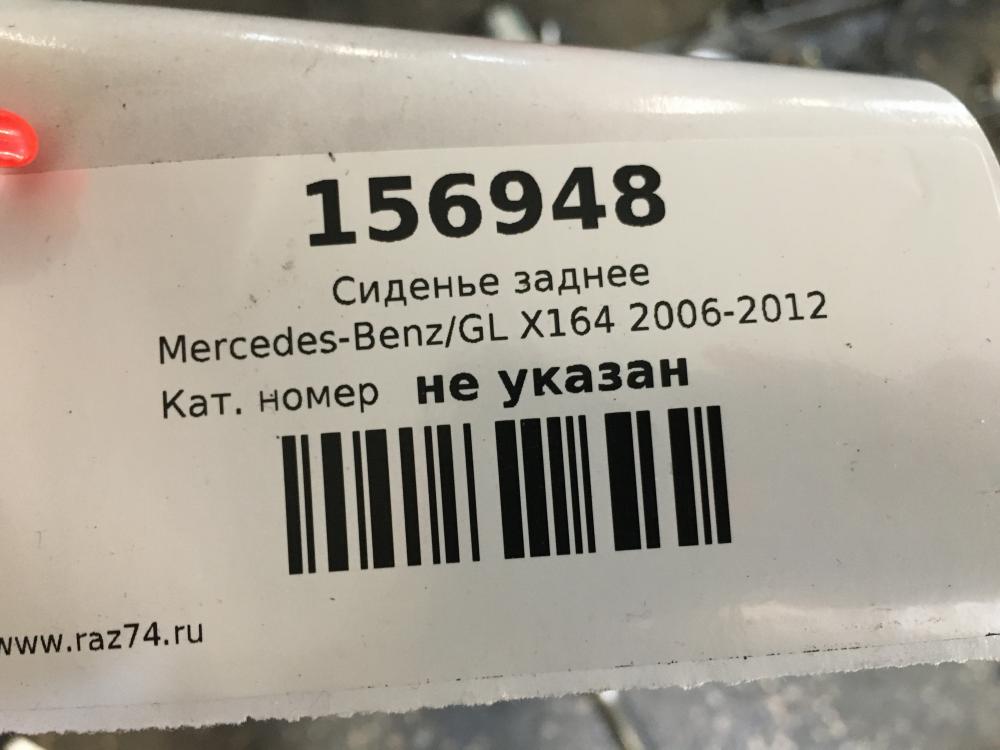 156948
Сиденье заднее
Mercedes-Benz/GL X164 2006-2012
Кат. номер не указан
www.raz74.ru